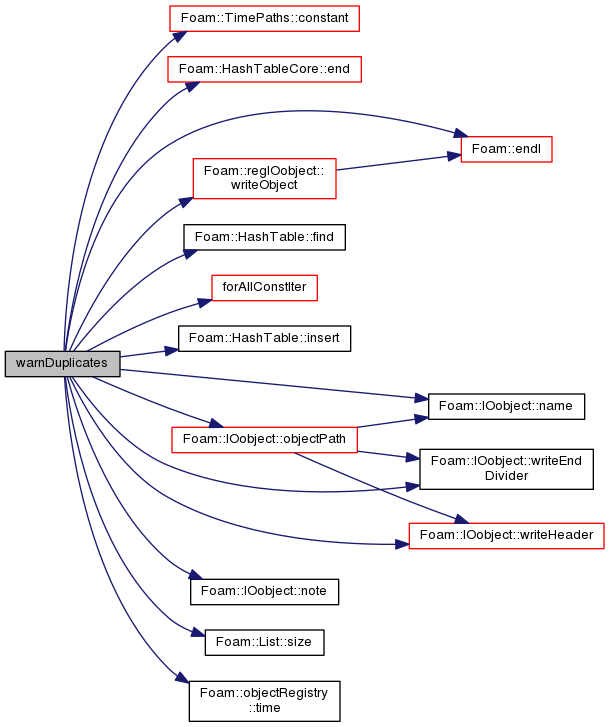 Foam::TimePaths::constant
Foam::HashTableCore::end
Foam::endl
Foam::regIOobject::
writeObject
Foam::HashTable::find
forAllConstIter
Foam::HashTable::insert
warnDuplicates
Foam::IOobject::name
Foam::IOobject::objectPath
Foam::IOobject::writeEnd
Divider
Foam::IOobject::writeHeader
Foam::IOobject::note
Foam::List::size
Foam::objectRegistry
::time